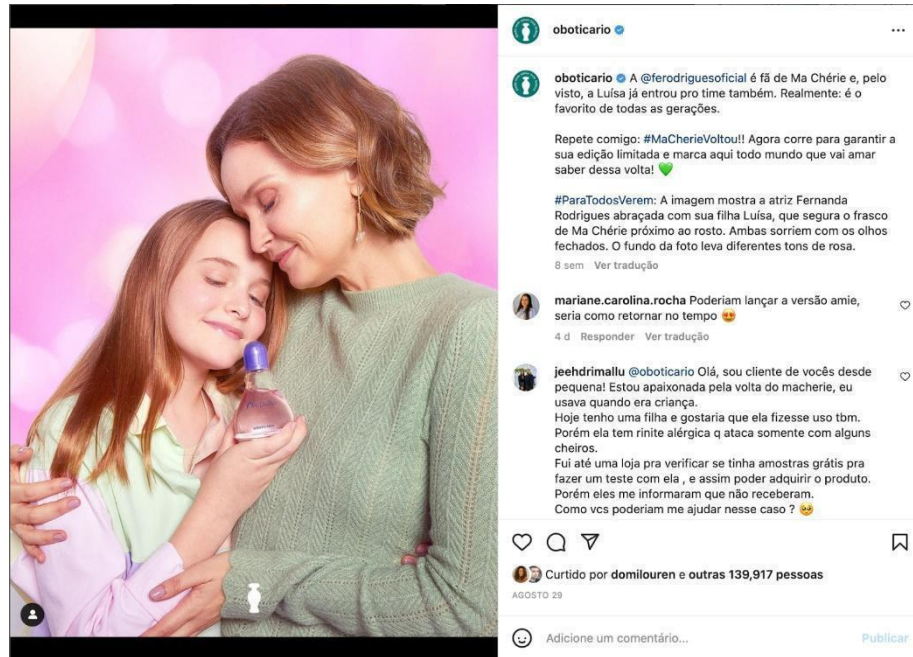 oboticario
oboticario A @ferodriguesoficial é fã de Ma Chérie e, pelo
visto, a Luísa já entrou pro time também. Realmente: é o
favorito de todas as gerações.
Repete comigo: #MaCherieVoltou!! Agora corre para garantir a
sua edição limitada e marca aqui todo mundo que vai amar
saber dessa volta! 💚
#ParaTodosVerem: A imagem mostra a atriz Fernanda
Rodrigues abraçada com sua filha Luísa, que segura o frasco
de Ma Chérie próximo ao rosto. Ambas sorriem com os olhos
fechados. O fundo da foto leva diferentes tons de rosa.
8 sem Ver tradução
mariane.carolina.rocha Poderiam lançar a versão amie,
seria como retornar no tempo 😍
4 d Responder Ver tradução
jeehdrimallu @oboticario Olá, sou cliente de vocês desde
pequena! Estou apaixonada pela volta do macherie, eu
usava quando era criança.
Hoje tenho uma filha e gostaria que ela fizesse uso tbm.
Porém ela tem rinite alérgica q ataca somente com alguns
cheiros.
Fui até uma loja pra verificar se tinha amostras grátis pra
fazer um teste com ela , e assim poder adquirir o produto.
Porém eles me informaram que não receberam.
Como vcs poderiam me ajudar nesse caso ? 🥹
Curtido por domilouren e outras 139,917 pessoas
AGOSTO 29
Adicione um comentário...
Publicar